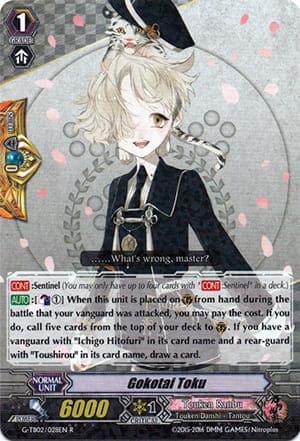 1
GRADE
0
......What's wrong, master?
CONT:Sentinel (You may only have up to four cards with "CONT Sentinel" in a deck.)
AUTO:[①] When this unit is placed on GC from hand during the
battle that your vanguard was attacked, you may pay the cost. If you
do, call five cards from the top of your deck to GC. If you have a
vanguard with "Ichigo Hitofuri" in its card name and a rear-guard
with "Toushirou" in its card name, draw a card.
Gokotai Toku
NORMAL
UNIT
POWER
6000
1
CRITICAL
Touken Ranbu
Touken Danshi - Tantou
G-TB02/028EN R
©2015-2016 DMM GAMES/Nitroplus